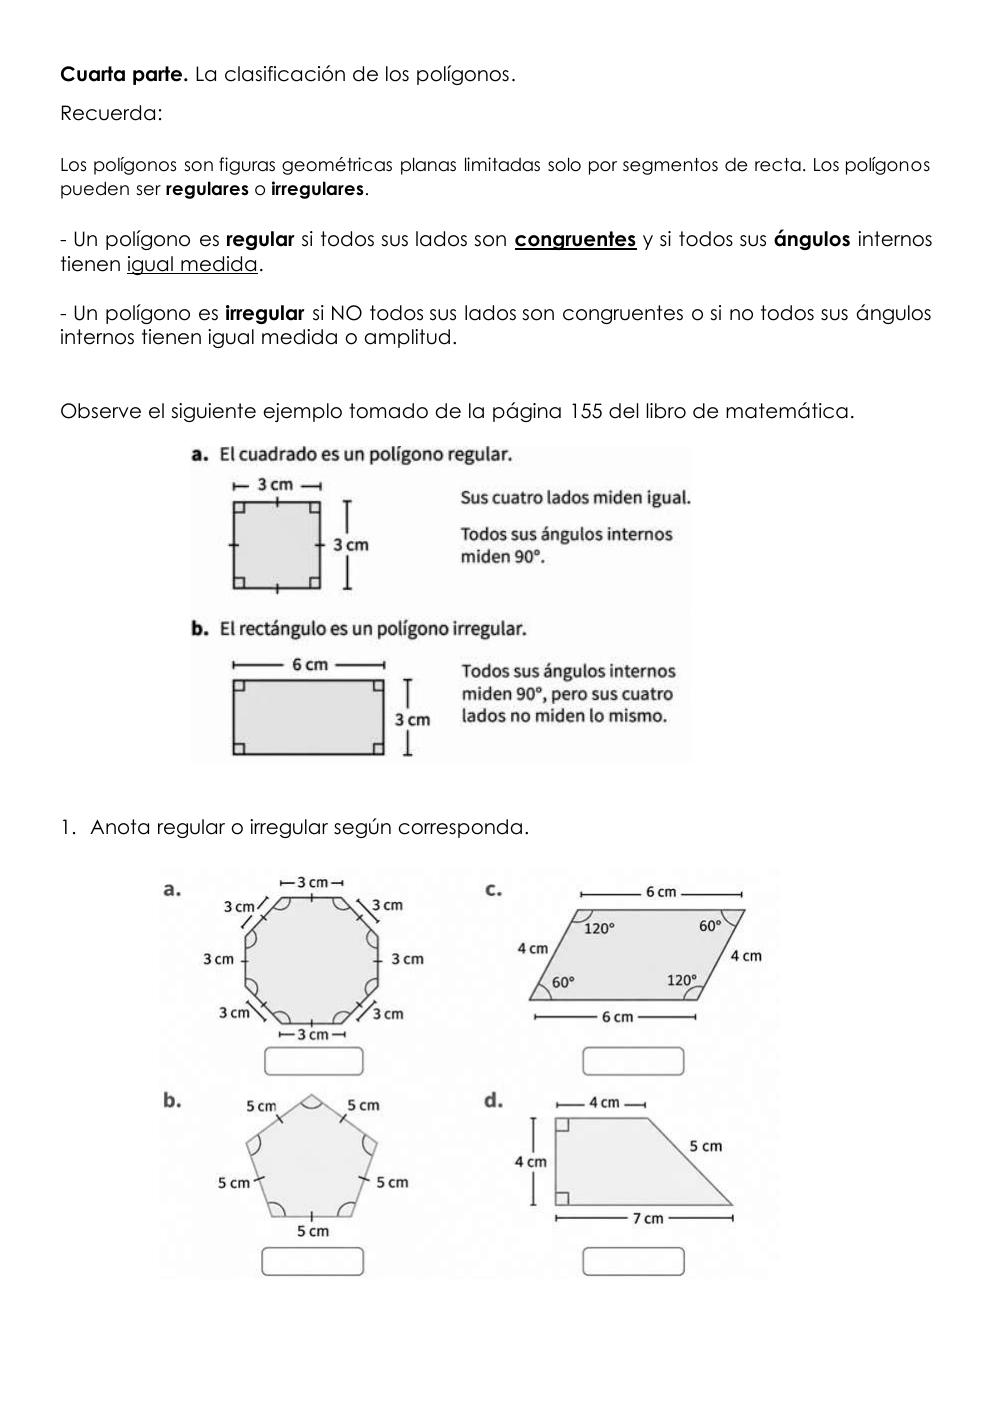 Cuarta parte. La clasificación de los polígonos.
Recuerda:
Los polígonos son figuras geométricas planas limitadas solo por segmentos de recta. Los polígonos
pueden ser regulares o irregulares.
- Un polígono es regular si todos sus lados son congruentes y si todos sus ángulos internos
tienen igual medida.
- Un polígono es irregular si NO todos sus lados son congruentes o si no todos sus ángulos
internos tienen igual medida o amplitud.
Observe el siguiente ejemplo tomado de la página 155 del libro de matemática.
a. El cuadrado es un polígono regular.
3 cm
Sus cuatro lados miden igual.
Todos sus ángulos internos
3 cm
miden 90°.
b. El rectángulo es un polígono irregular.
6 cm
Todos sus ángulos internos
miden 90°, pero sus cuatro
3 cm
lados no miden lo mismo.
1. Anota regular o irregular según corresponda.
a.
3 cm
3 cm
3 cm
3 cm
3 cm
3 cm
3 cm
3 cm
c.
6 cm
120°
60°
4 cm
4 cm
60°
120°
6 cm
b.
5 cm
5 cm
5 cm
5 cm
5 cm
d.
4 cm
5 cm
4 cm
7 cm